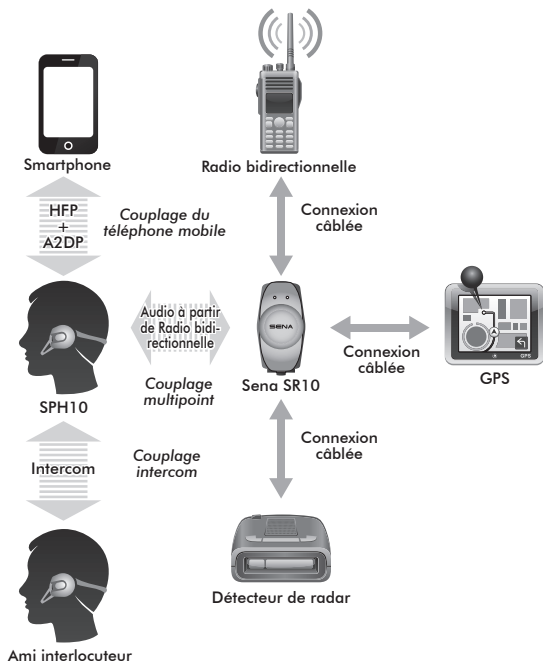 Smartphone
Radio bidirectionnelle
HFP
+
A2DP
Couplage du
téléphone mobile
Connexion
câblée
Audio à partir
de Radio bidi-
rectionnelle
SENA
Connexion
câblée
GPS
GPS
Couplage
multipoint
Sena SR10
SPH10
Intercom
Couplage
intercom
Connexion
câblée
Détecteur de radar
Ami interlocuteur